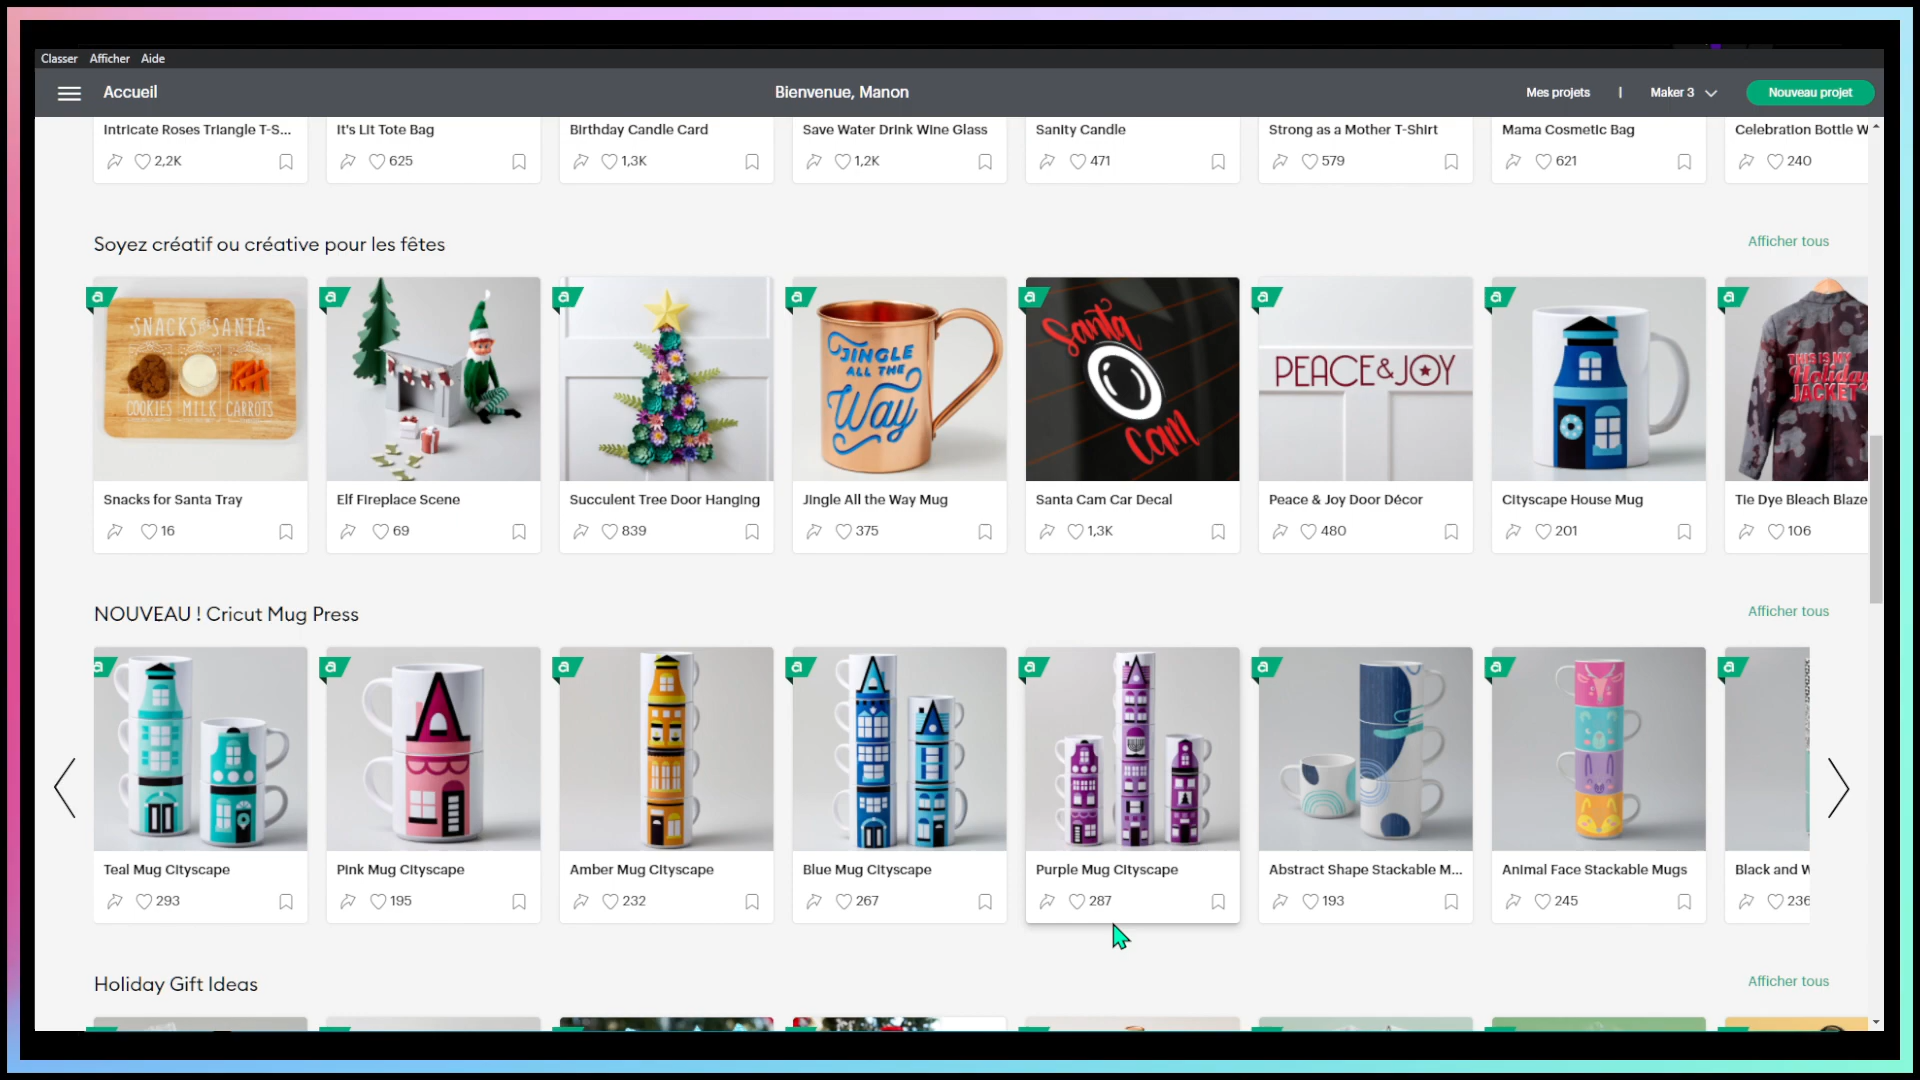 Classer Afficher Aide
Accueil
Bienvenue, Manon
Mes projets | Maker 3
Nouveau projet
Intricate Roses Triangle T-S...
2,2K
It's Lit Tote Bag
625
Birthday Candle Card
1,3K
Save Water Drink Wine Glass
1,2K
Sanity Candle
471
Strong as a Mother T-Shirt
579
Mama Cosmetic Bag
621
Celebration Bottle W
240
Soyez créatif ou créative pour les fêtes
Afficher tous
SNACKS for SANTA
COOKIES MILK CARROTS
JINGLE
ALL THE
Way
Santa
Cam
PEACE & JOY
THIS IS MY
Holiday
JACKET
Snacks for Santa Tray
16
Elf Fireplace Scene
69
Succulent Tree Door Hanging
839
Jingle All the Way Mug
375
Santa Cam Car Decal
1,3K
Peace & Joy Door Décor
480
Cityscape House Mug
201
Tie Dye Bleach Blaze
106
NOUVEAU ! Cricut Mug Press
Afficher tous
Teal Mug Cityscape
293
Pink Mug Cityscape
195
Amber Mug Cityscape
232
Blue Mug Cityscape
267
Purple Mug Cityscape
287
Abstract Shape Stackable M...
193
Animal Face Stackable Mugs
245
Black and W
236
Holiday Gift Ideas
Afficher tous